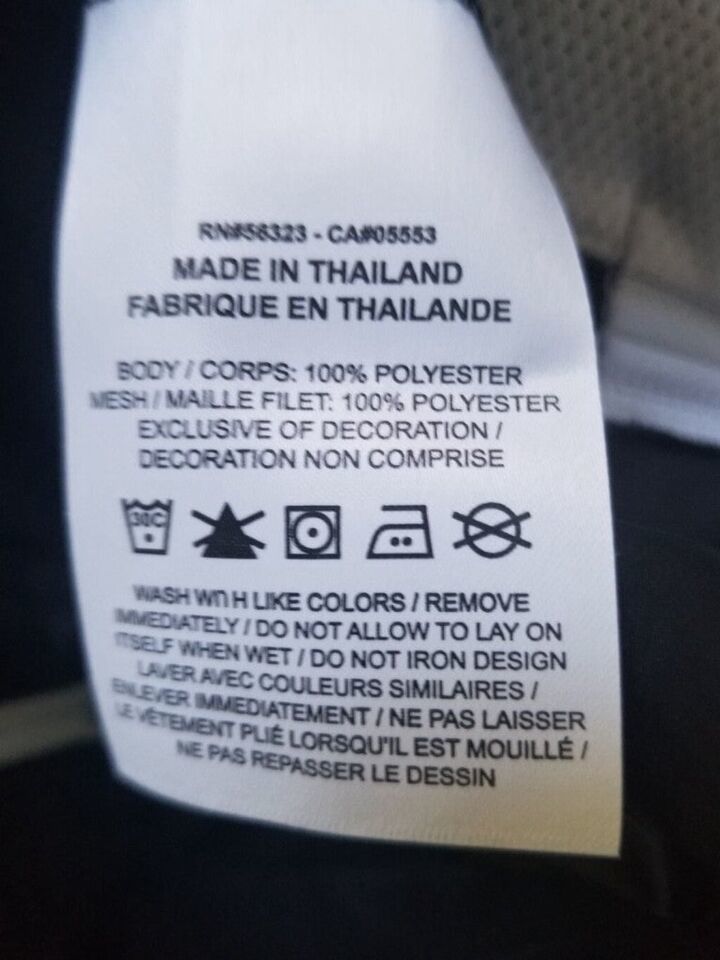 RN#56323 - CA#05553
MADE IN THAILAND
FABRIQUE EN THAILANDE
BODY / CORPS: 100% POLYESTER
MESH / MAILLE FILET: 100% POLYESTER
EXCLUSIVE OF DECORATION /
DECORATION NON COMPRISE
30C
WASH WITH LIKE COLORS / REMOVE
IMMEDIATELY / DO NOT ALLOW TO LAY ON
ITSELF WHEN WET / DO NOT IRON DESIGN
LAVER AVEC COULEURS SIMILAIRES /
ENLEVER IMMEDIATEMENT / NE PAS LAISSER
LE VÊTEMENT PLIÉ LORSQU'IL EST MOUILLÉ /
NE PAS REPASSER LE DESSIN